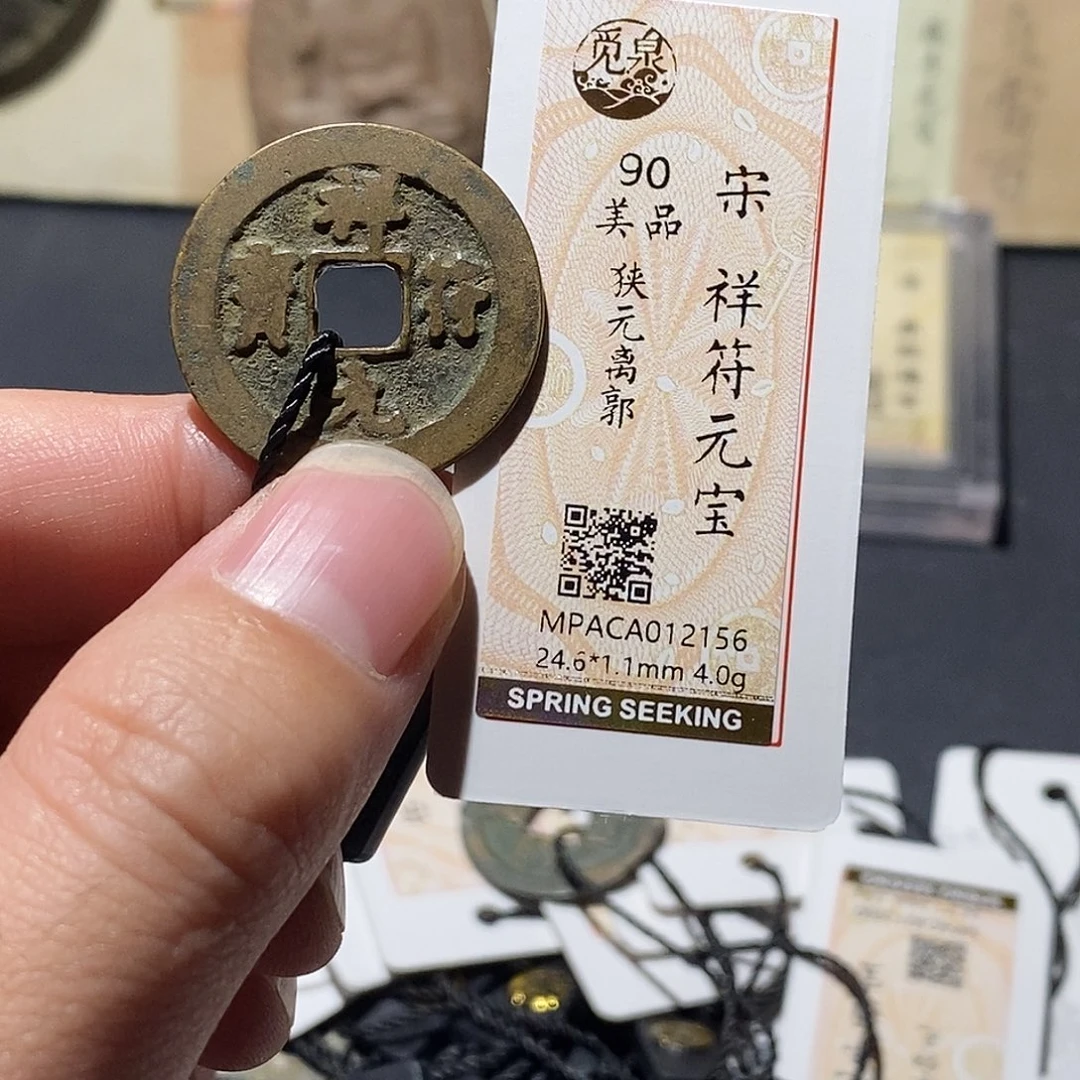 祥符元寶
觅泉
宋 祥符元宝
90
美品
狭元离郭
MPACA012156
24.6*1.1mm 4.0g
SPRING SEEKING